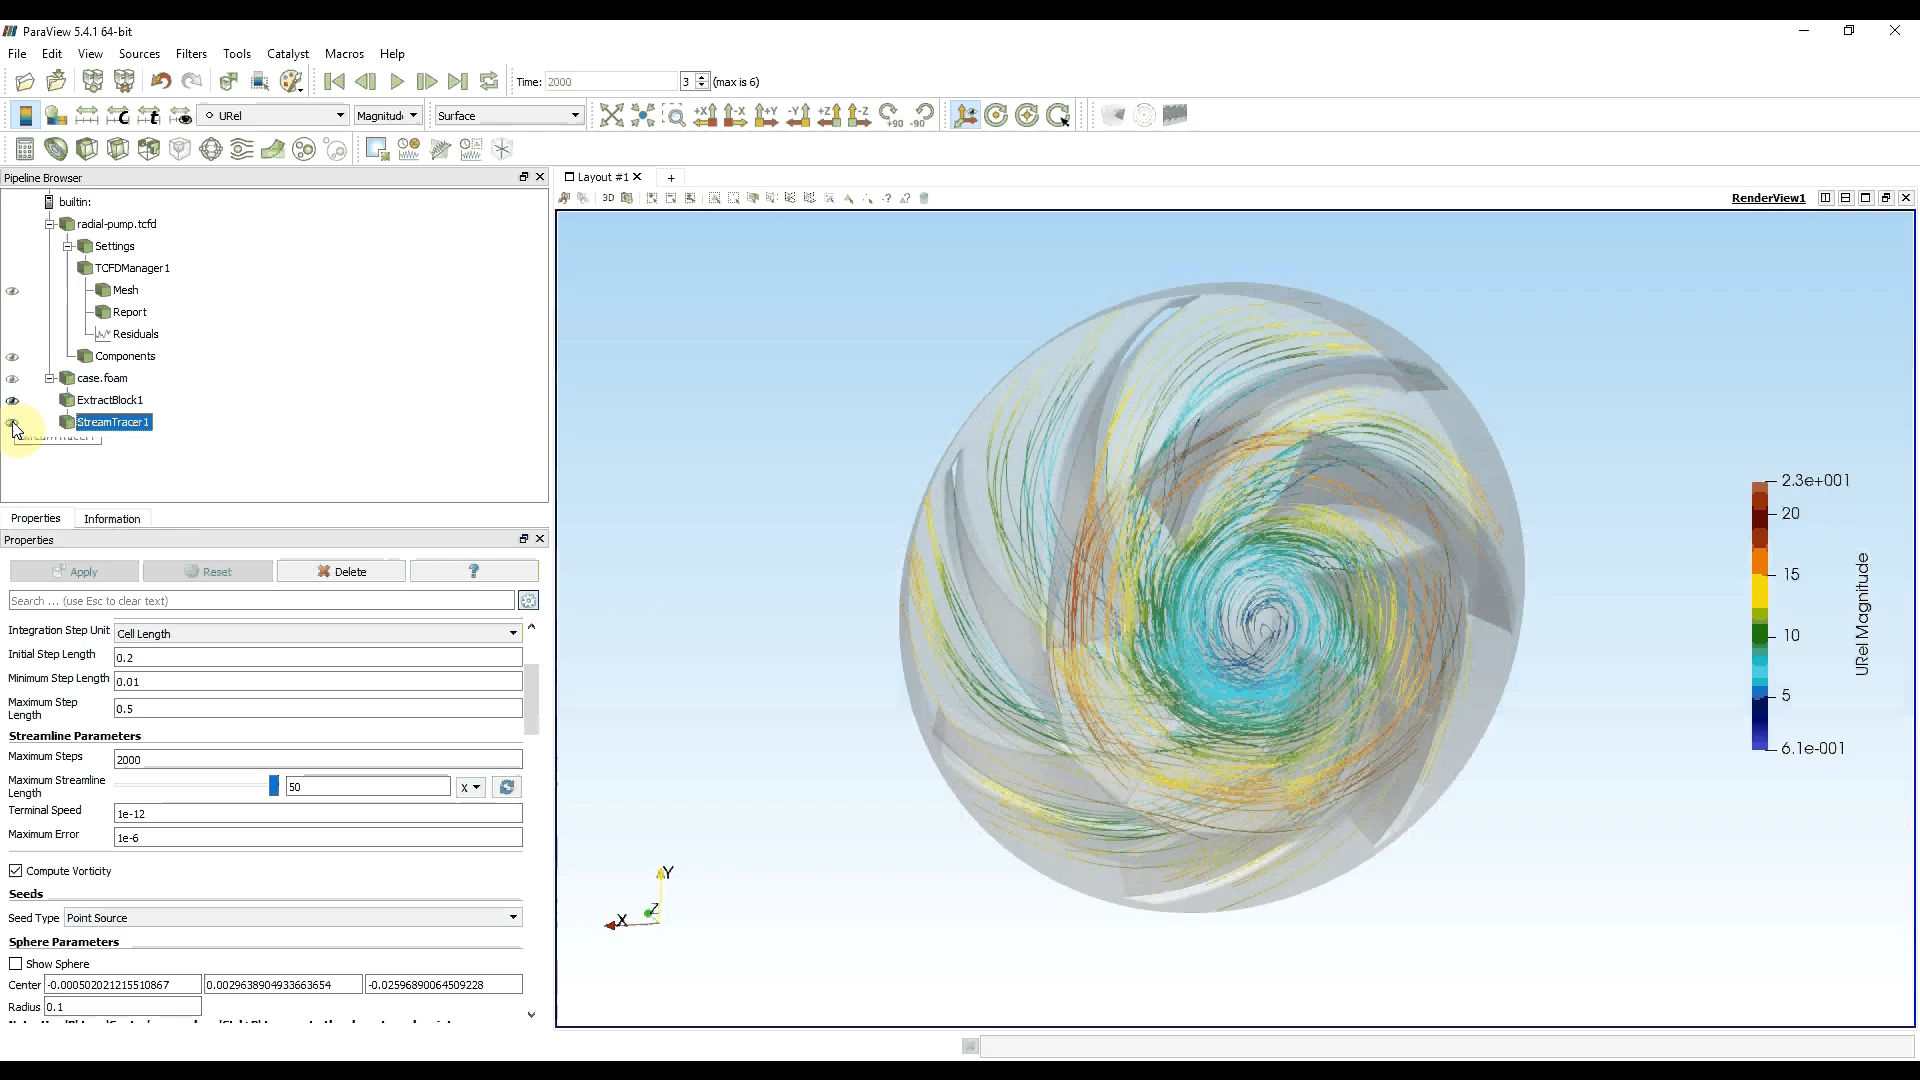 ParaView 5.4.1 64-bit
File Edit View Sources Filters Tools Catalyst Macros Help
Time: 2000 3 (max is 6)
URel Magnitud Surface
+X -X +Y -Y +Z -Z +90 -90
Pipeline Browser
Layout #1 +
builtin:
3D
RenderView1
radial-pump.tcfd
Settings
TCFDManager1
Mesh
Report
Residuals
Components
case.foam
ExtractBlock1
StreamTracer1
Properties Information
Properties
Apply Reset Delete ?
Search ... (use Esc to clear text)
Integration Step Unit Cell Length
Initial Step Length 0.2
Minimum Step Length 0.01
Maximum Step Length 0.5
Streamline Parameters
Maximum Steps 2000
Maximum Streamline Length 50 X
Terminal Speed 1e-12
Maximum Error 1e-6
Compute Vorticity
Seeds
Seed Type Point Source
Sphere Parameters
Show Sphere
Center -0.000502021215510867 0.0029638904933663654 -0.02596890064509228
Radius 0.1
2.3e+001
20
15
10
5
6.1e-001
URel Magnitude
Y
Z
X